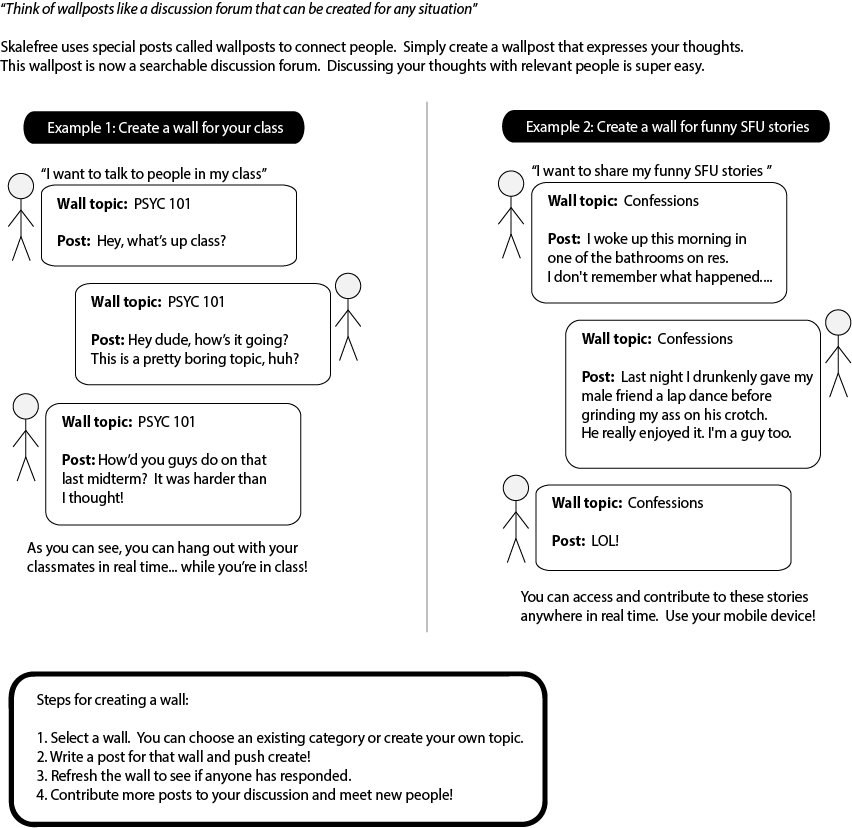 “Think of wallposts like a discussion forum that can be created for any situation”
Skalefree uses special posts called wallposts to connect people.  Simply create a wallpost that expresses your thoughts.
This wallpost is now a searchable discussion forum.  Discussing your thoughts with relevant people is super easy.
Example 1: Create a wall for your class
“I want to talk to people in my class”
Wall topic:  PSYC 101
Post:  Hey, what’s up class?
Wall topic:  PSYC 101
Post: Hey dude, how’s it going?
This is a pretty boring topic, huh?
Wall topic:  PSYC 101
Post: How’d you guys do on that
last midterm?  It was harder than
I thought!
As you can see, you can hang out with your
classmates in real time... while you’re in class!
Example 2: Create a wall for funny SFU stories
“I want to share my funny SFU stories ”
Wall topic:  Confessions
Post:  I woke up this morning in
one of the bathrooms on res.
I don't remember what happened....
Wall topic:  Confessions
Post:  Last night I drunkenly gave my
male friend a lap dance before
grinding my ass on his crotch.
He really enjoyed it. I'm a guy too.
Wall topic:  Confessions
Post:  LOL!
You can access and contribute to these stories
anywhere in real time.  Use your mobile device!
Steps for creating a wall:
1. Select a wall.  You can choose an existing category or create your own topic.
2. Write a post for that wall and push create!
3. Refresh the wall to see if anyone has responded.
4. Contribute more posts to your discussion and meet new people!